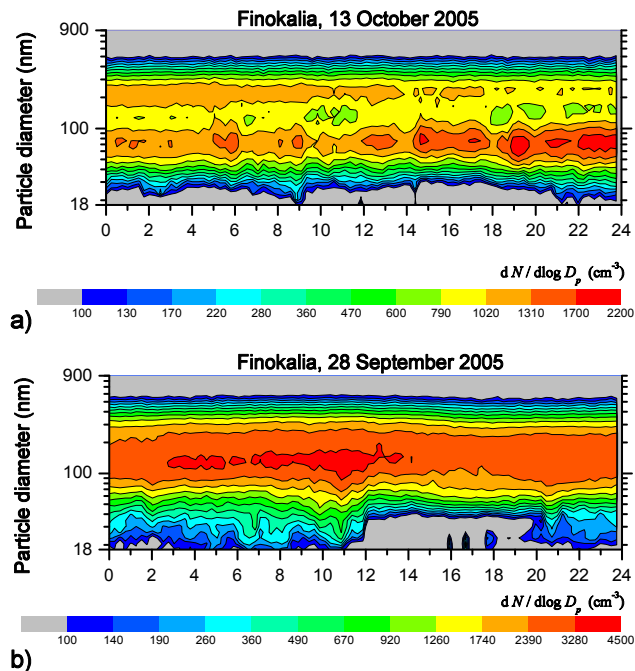 Finokalia, 13 October 2005
900
100
18
Particle diameter (nm)
0 2 4 6 8 10 12 14 16 18 20 22 24
dN/dlog Dp (cm-3)
100 130 170 220 280 360 470 600 790 1020 1310 1700 2200
a)
Finokalia, 28 September 2005
900
100
18
Particle diameter (nm)
0 2 4 6 8 10 12 14 16 18 20 22 24
dN/dlog Dp (cm-3)
100 140 190 260 360 490 670 920 1260 1740 2390 3280 4500
b)